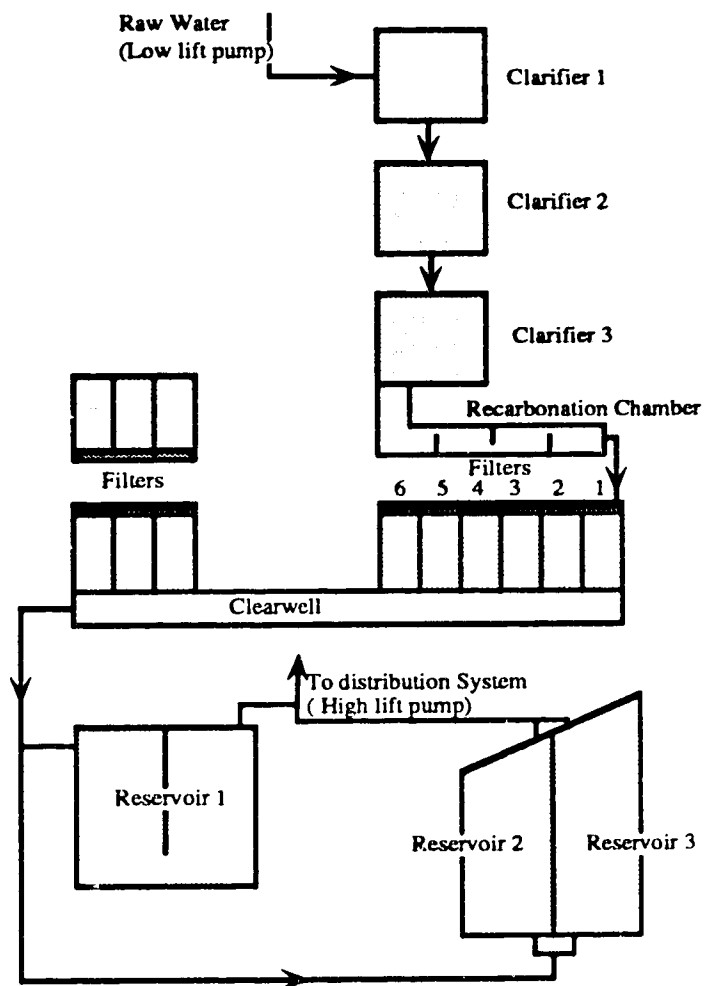 Raw Water
(Low lift pump)
Clarifier 1
Clarifier 2
Clarifier 3
Recarbonation Chamber
Filters
Filters
6 5 4 3 2 1
Clearwell
To distribution System
( High lift pump)
Reservoir 1
Reservoir 2
Reservoir 3